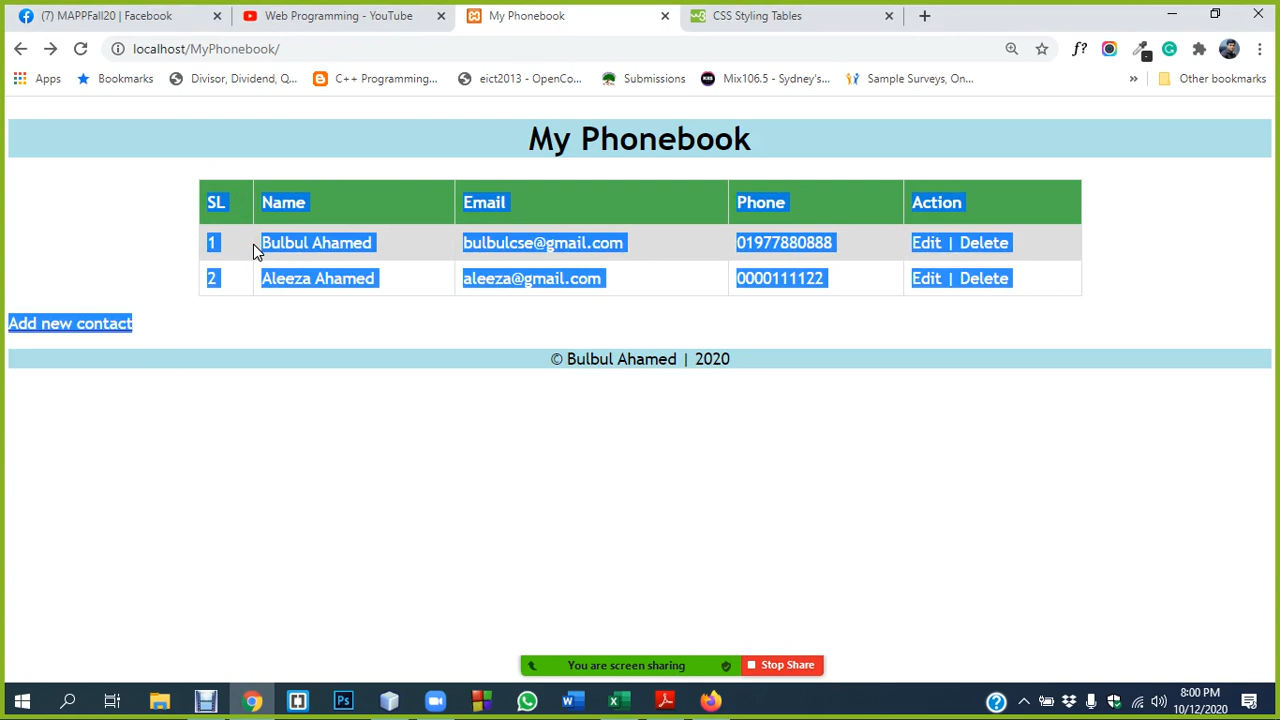 (7) MAPPFall20 | Facebook
Web Programming - YouTube
My Phonebook
CSS Styling Tables
localhost/MyPhonebook/
f?
Apps
Bookmarks
Divisor, Dividend, Q...
C++ Programming...
eict2013 - OpenCo...
Submissions
Mix106.5 - Sydney's...
Sample Surveys, On...
»
Other bookmarks
My Phonebook
SL Name Email Phone Action
1 Bulbul Ahamed bulbulcse@gmail.com 01977880888 Edit | Delete
2 Aleeza Ahamed aleeza@gmail.com 0000111122 Edit | Delete
Add new contact
© Bulbul Ahamed | 2020
You are screen sharing
Stop Share
8:00 PM
10/12/2020